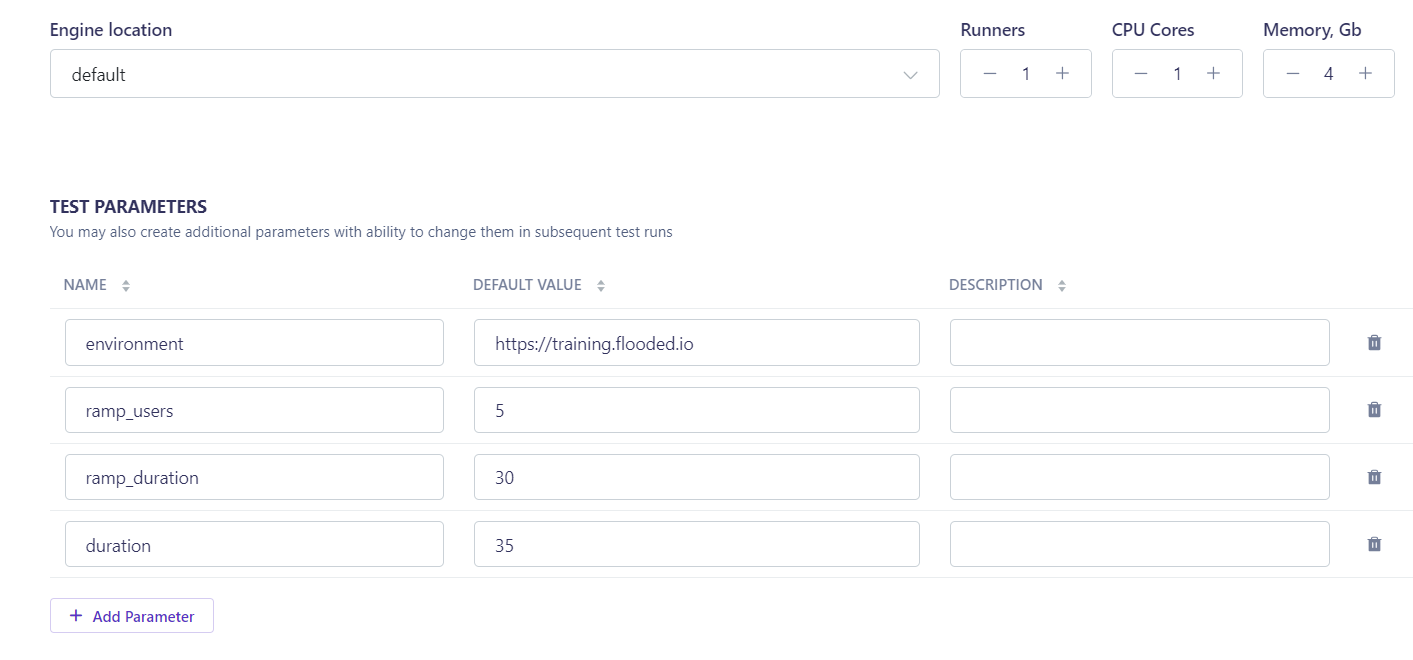 Engine location Runners CPU Cores Memory, Gb
default 1 1 4
TEST PARAMETERS
You may also create additional parameters with ability to change them in subsequent test runs
NAME DEFAULT VALUE DESCRIPTION
environment https://training.flooded.io
ramp_users 5
ramp_duration 30
duration 35
+ Add Parameter